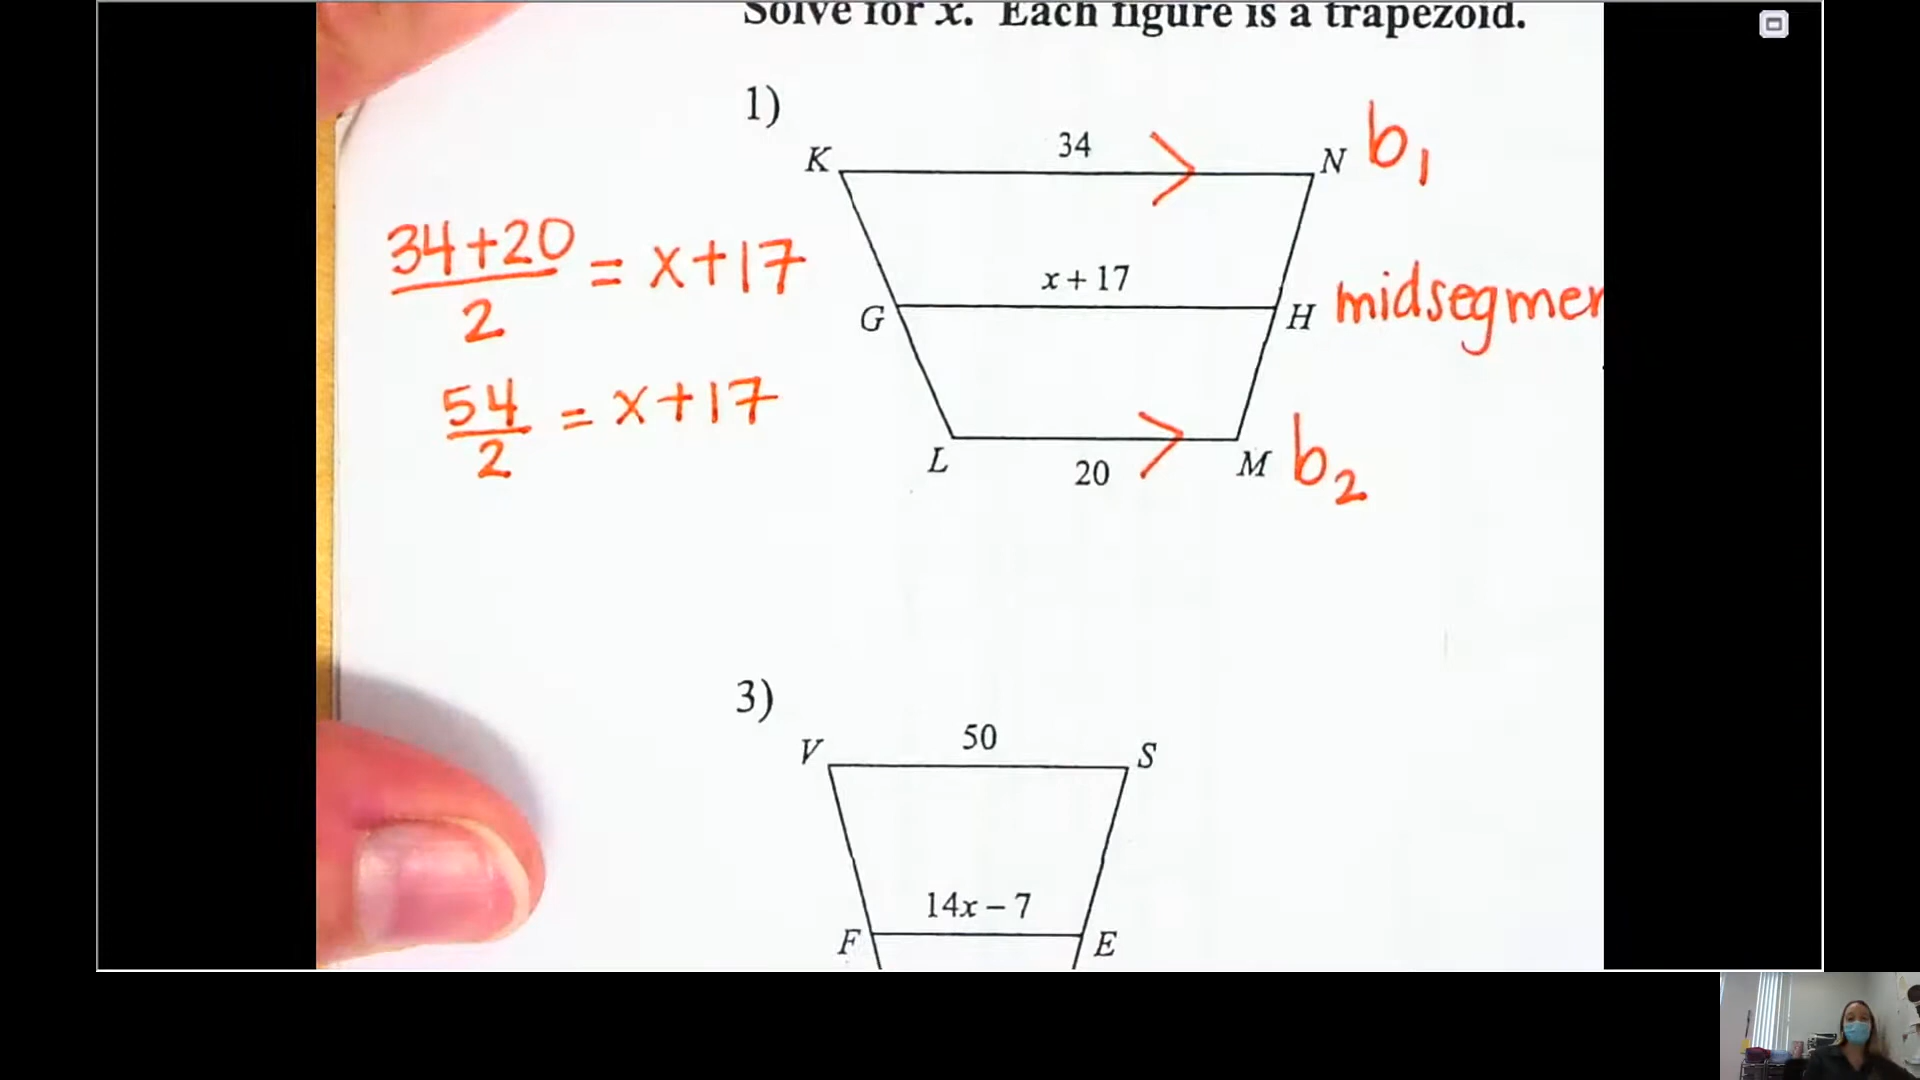 Solve for x. Each figure is a trapezoid.
1)
34
K
N
b₁
34+20
2
= x+17
x + 17
G
H
54
2
= x+17
L
20
M
b₂
3)
50
V
S
14x – 7
F
E